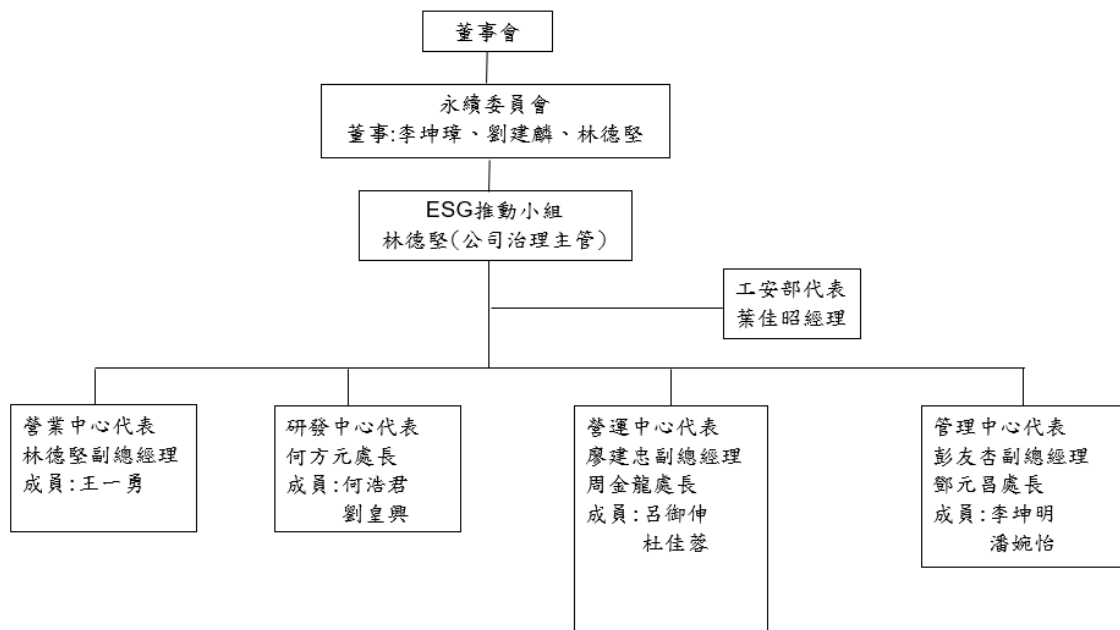 董事會
永續委員會
董事:李坤璋、劉建麟、林德堅
ESG推動小組
林德堅(公司治理主管)
工安部代表
葉佳昭經理
營業中心代表
林德堅副總經理
成員:王一勇
研發中心代表
何方元處長
成員:何浩君
劉皇興
營運中心代表
廖建忠副總經理
周金龍處長
成員:呂御伸
杜佳蓉
管理中心代表
彭友杏副總經理
鄧元昌處長
成員:李坤明
潘婉怡